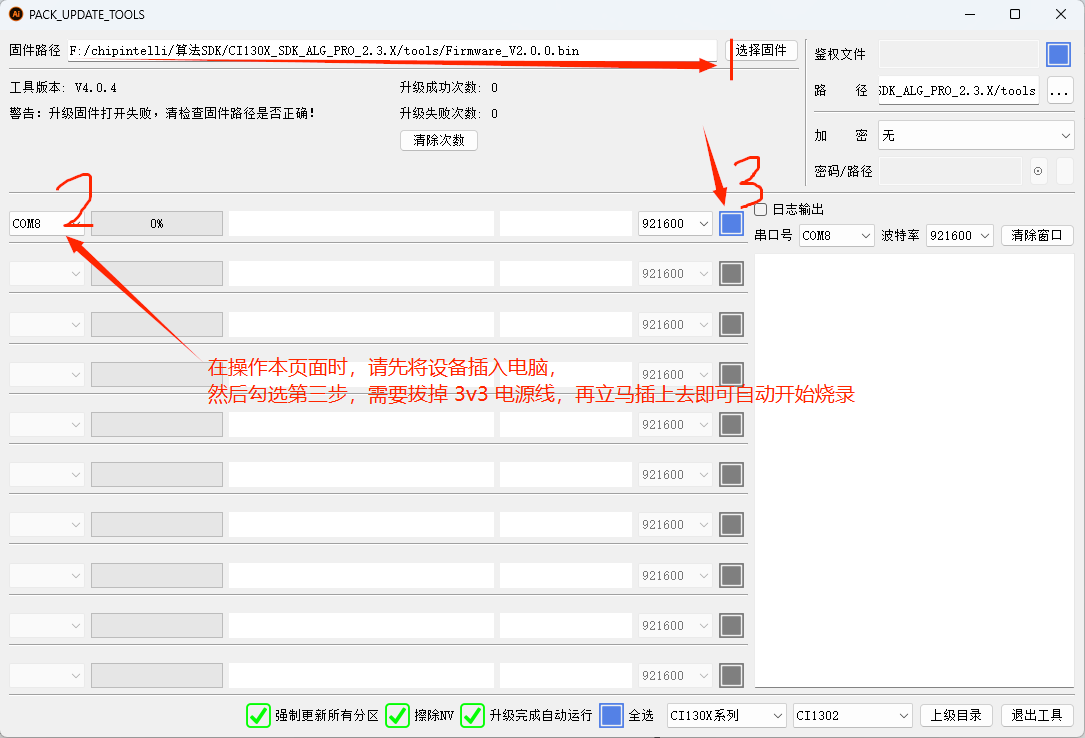 PACK_UPDATE_TOOLS
固件路径 F:/chipintelli/算法SDK/CI130X_SDK_ALG_PRO_2.3.X/tools/Firmware_V2.0.0.bin 选择固件
1
鉴权文件
工具版本: V4.0.4 升级成功次数: 0
路 径 SDK_ALG_PRO_2.3.X/tools ...
警告: 升级固件打开失败, 请检查固件路径是否正确! 升级失败次数: 0
清除次数
加 密 无
密码/路径
2
3
COM8 0% 921600
日志输出
串口号 COM8 波特率 921600 清除窗口
921600
921600
在操作本页面时，请先将设备插入电脑，
921600
然后勾选第三步，需要拔掉 3v3 电源线，再立马插上去即可自动开始烧录
921600
921600
921600
921600
921600
921600
强制更新所有分区 擦除NV 升级完成自动运行 全选 CI130X系列 CI1302 上级目录 退出工具